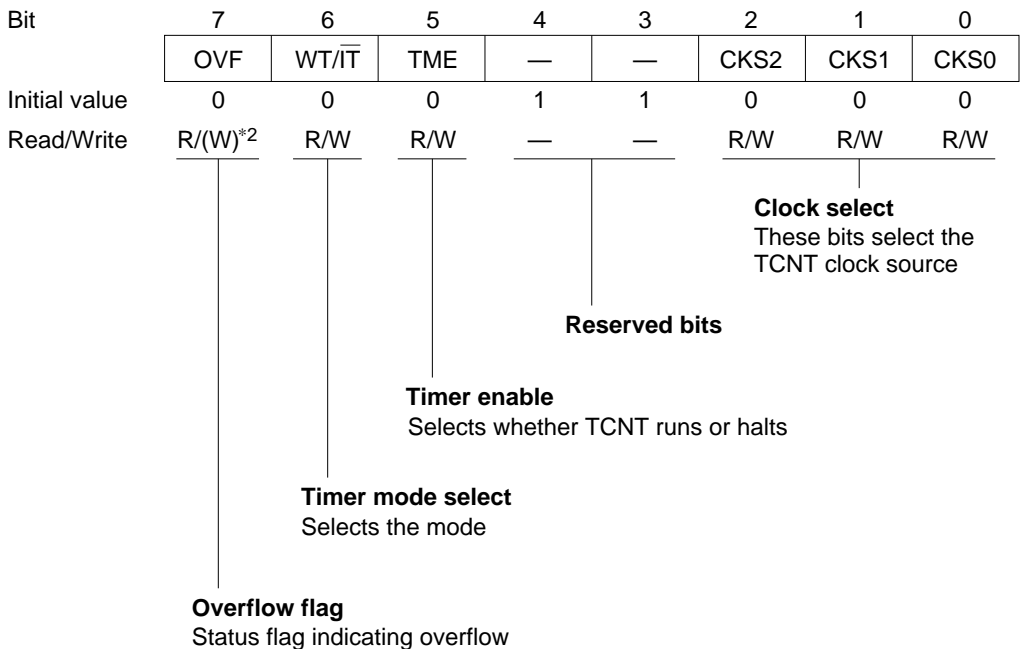 Bit 7 6 5 4 3 2 1 0
OVF WT/I̅T̅ TME — — CKS2 CKS1 CKS0
Initial value 0 0 0 1 1 0 0 0
Read/Write R/(W)*2 R/W R/W — — R/W R/W R/W
Clock select
These bits select the
TCNT clock source
Reserved bits
Timer enable
Selects whether TCNT runs or halts
Timer mode select
Selects the mode
Overflow flag
Status flag indicating overflow